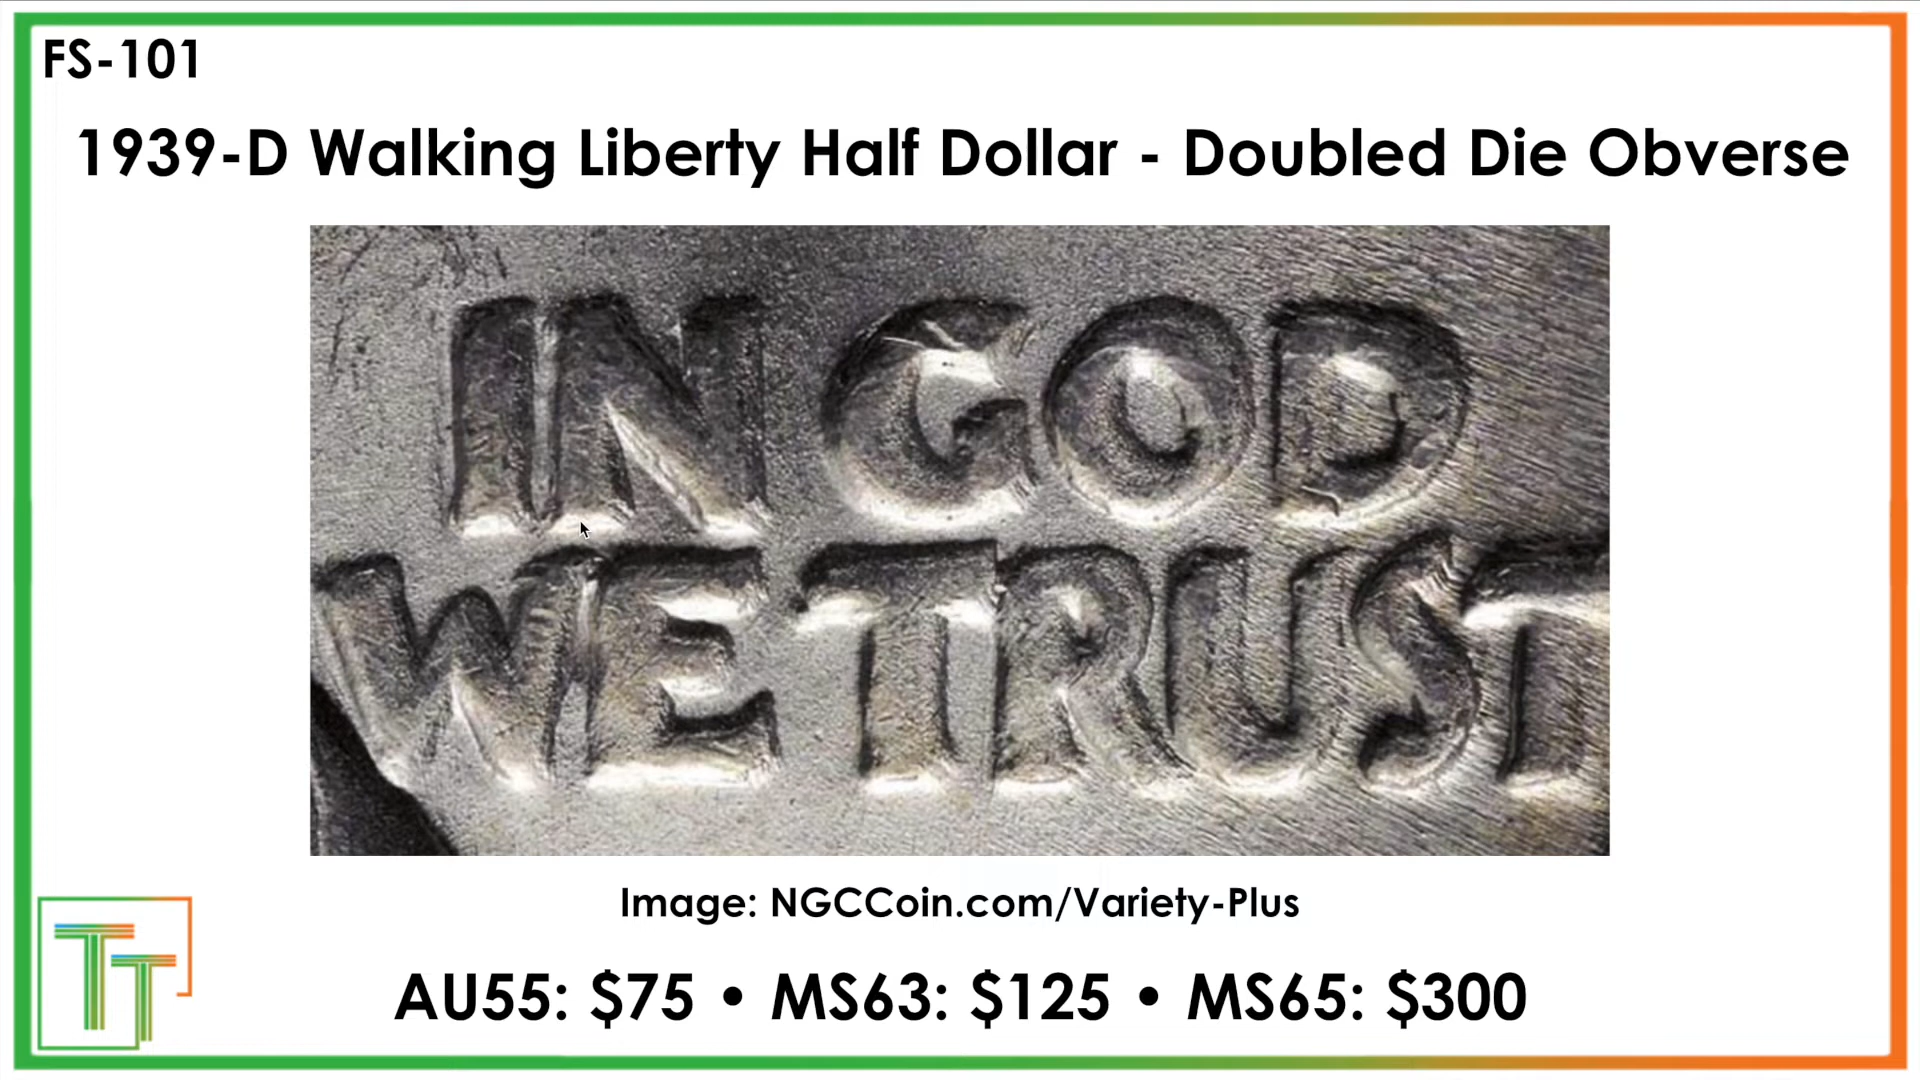 FS-101
1939-D Walking Liberty Half Dollar - Doubled Die Obverse
IN GOD
WE TRUST
Image: NGCCoin.com/Variety-Plus
AU55: $75 • MS63: $125 • MS65: $300
TT